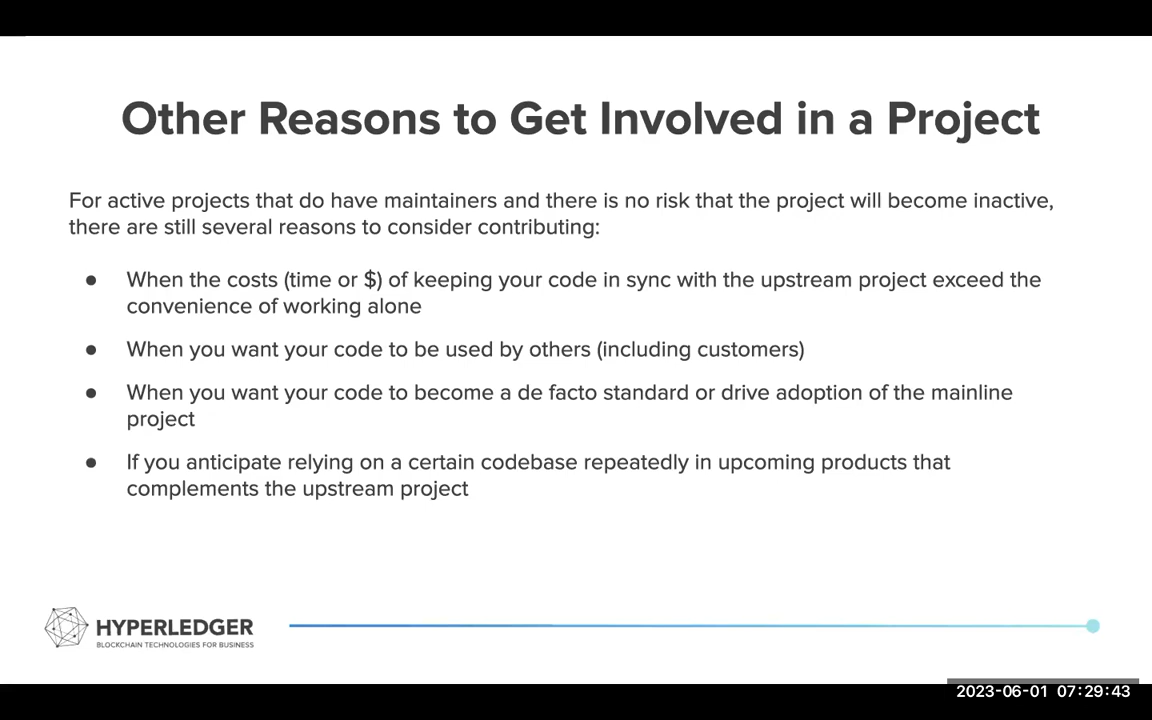 Other Reasons to Get Involved in a Project
For active projects that do have maintainers and there is no risk that the project will become inactive,
there are still several reasons to consider contributing:
● When the costs (time or $) of keeping your code in sync with the upstream project exceed the
convenience of working alone
● When you want your code to be used by others (including customers)
● When you want your code to become a de facto standard or drive adoption of the mainline
project
● If you anticipate relying on a certain codebase repeatedly in upcoming products that
complements the upstream project
HYPERLEDGER
BLOCKCHAIN TECHNOLOGIES FOR BUSINESS
2023-06-01 07:29:43